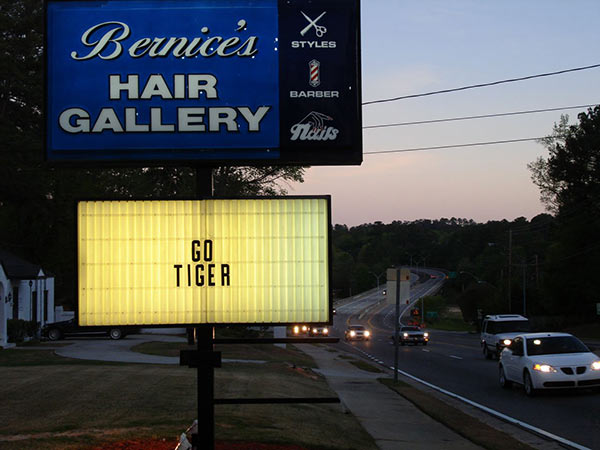 Bernice's
HAIR
GALLERY
STYLES
BARBER
Nails
GO
TIGER